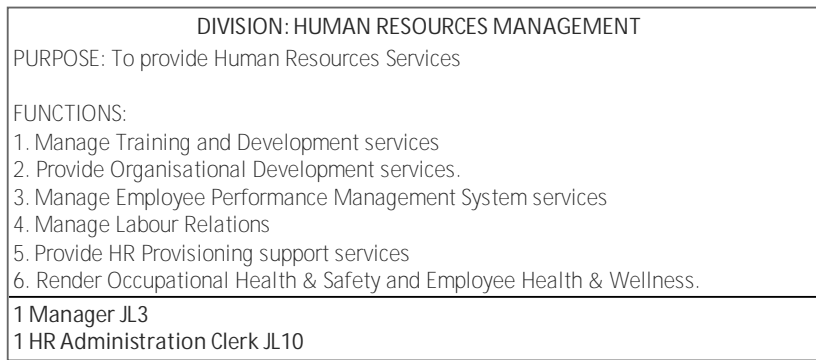 DIVISION: HUMAN RESOURCES MANAGEMENT
PURPOSE: To provide Human Resources Services
FUNCTIONS:
1. Manage Training and Development services
2. Provide Organisational Development services.
3. Manage Employee Performance Management System services
4. Manage Labour Relations
5. Provide HR Provisioning support services
6. Render Occupational Health & Safety and Employee Health & Wellness.
1 Manager JL3
1 HR Administration Clerk JL10